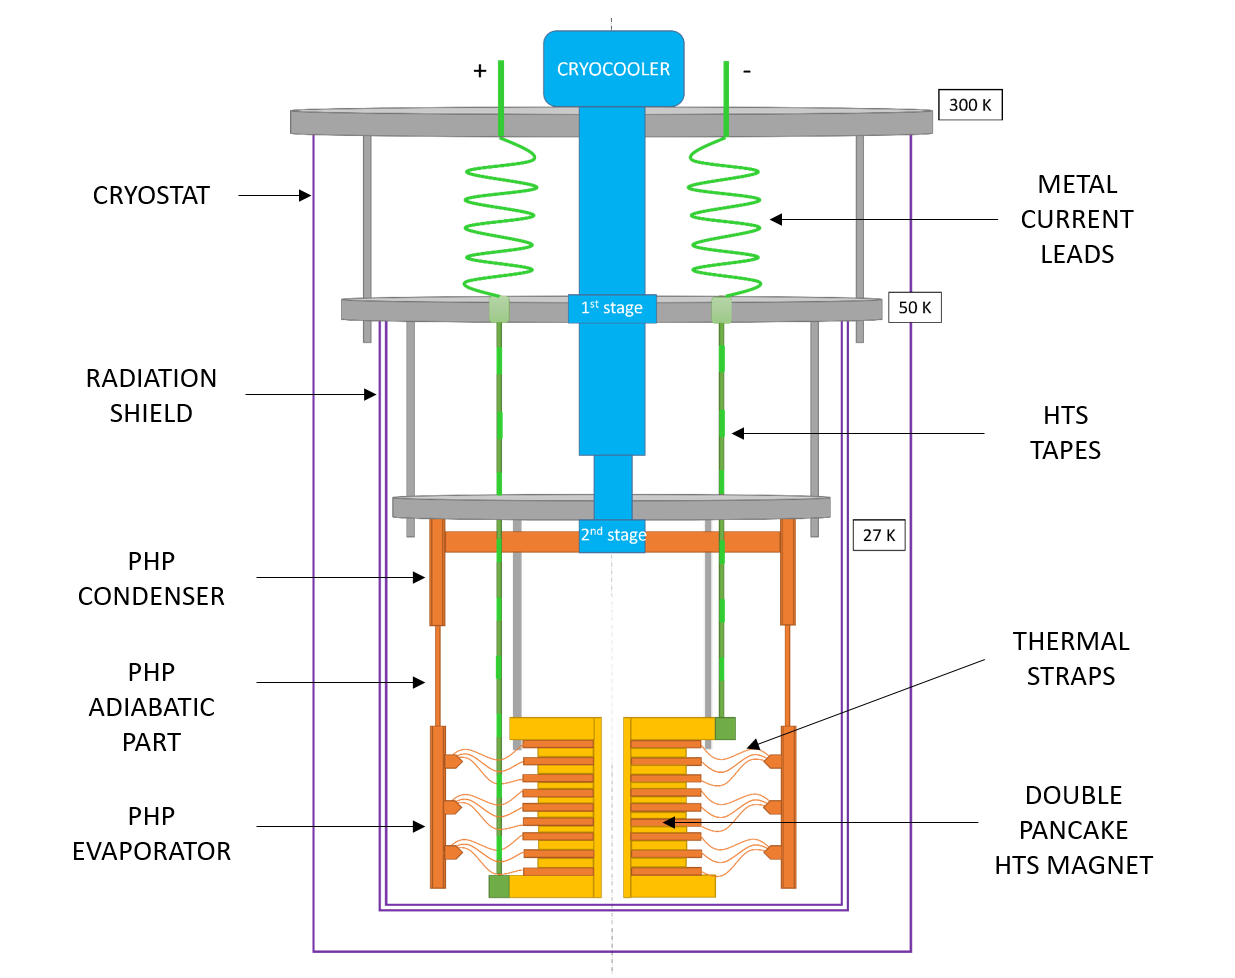 CRYOCOOLER
+
-
300 K
CRYOSTAT
METAL
CURRENT
LEADS
1st stage
50 K
RADIATION
SHIELD
HTS
TAPES
2nd stage
27 K
PHP
CONDENSER
THERMAL
STRAPS
PHP
ADIABATIC
PART
PHP
EVAPORATOR
DOUBLE
PANCAKE
HTS MAGNET